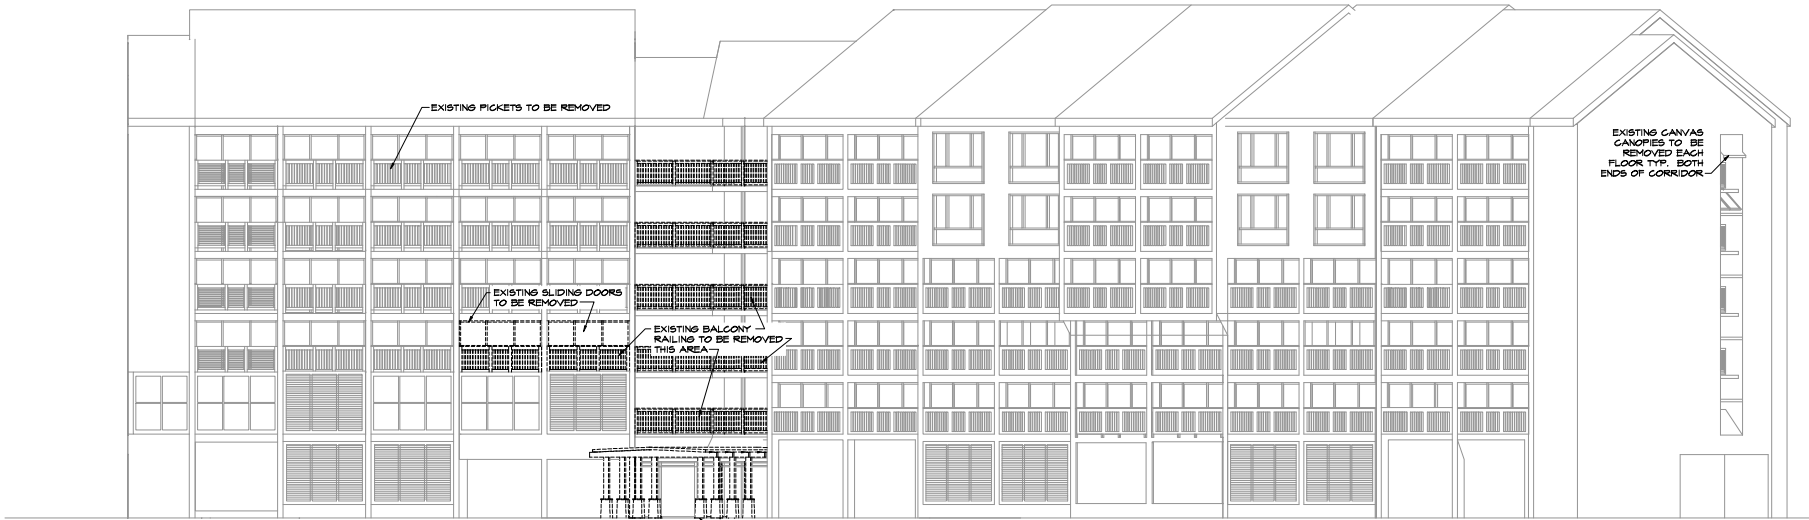 EXISTING PICKETS TO BE REMOVED
EXISTING CANVAS
CANOPIES TO BE
REMOVED EACH
FLOOR TYP. BOTH
ENDS OF CORRIDOR
EXISTING SLIDING DOORS
TO BE REMOVED
EXISTING BALCONY
RAILING TO BE REMOVED
THIS AREA